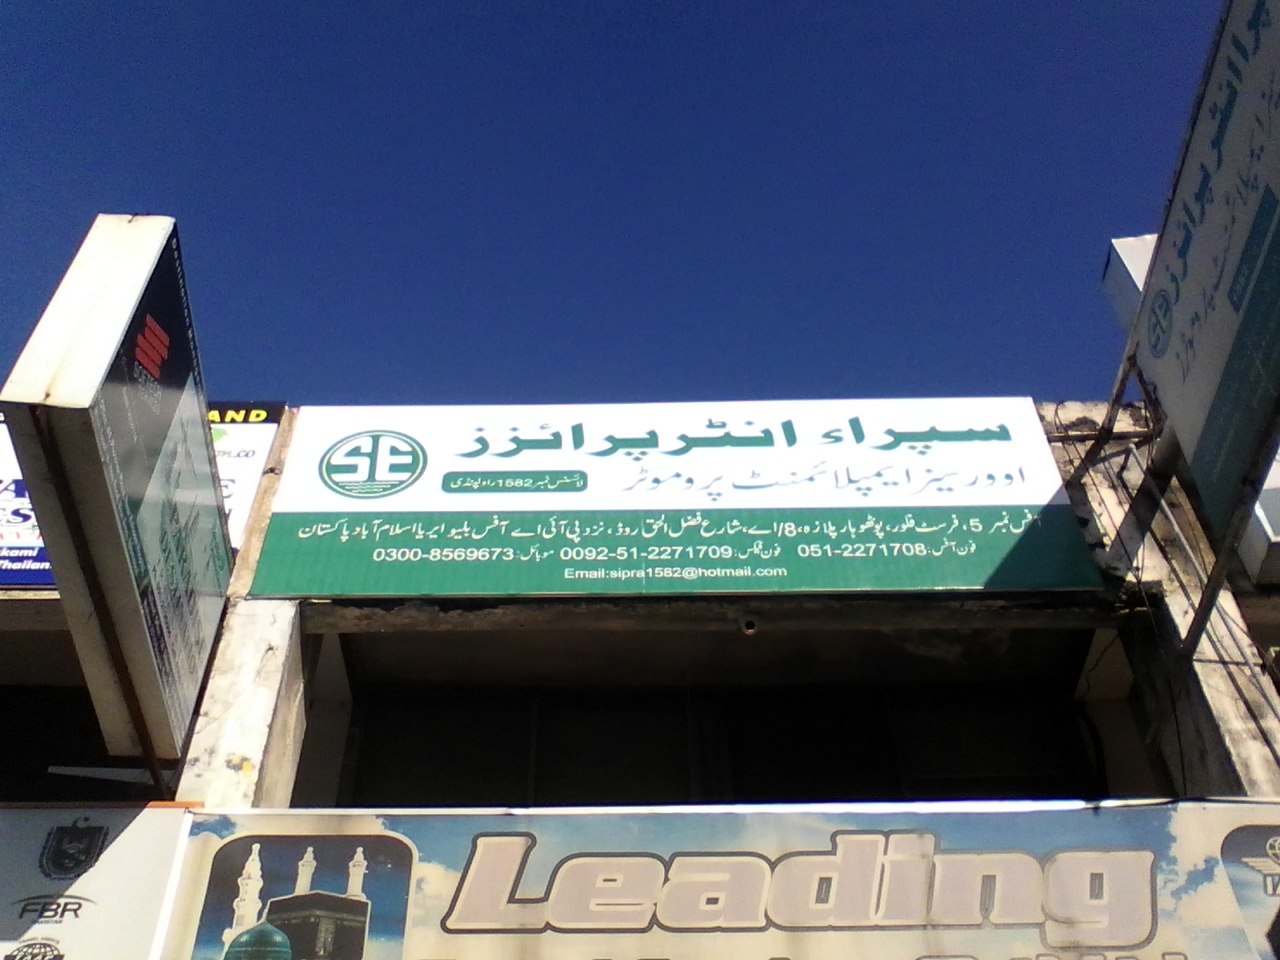 سپراء انٹرپرائزز
SE
اوورسیز ایمپلائمنٹ پروموٹر
لائسنس نمبر 1582 راولپنڈی
آفس نمبر 5، فرسٹ فلور، پوٹھوہار پلازہ، 8/اے، شارع فضل الحق روڈ، نزد پی آئی اے آفس بلیو ایریا اسلام آباد پاکستان
فون آفس: 051-2271708 فون فیکس: 0092-51-2271709 موبائل: 0300-8569673
Email:sipra1582@hotmail.com
AND
Leading
FBR